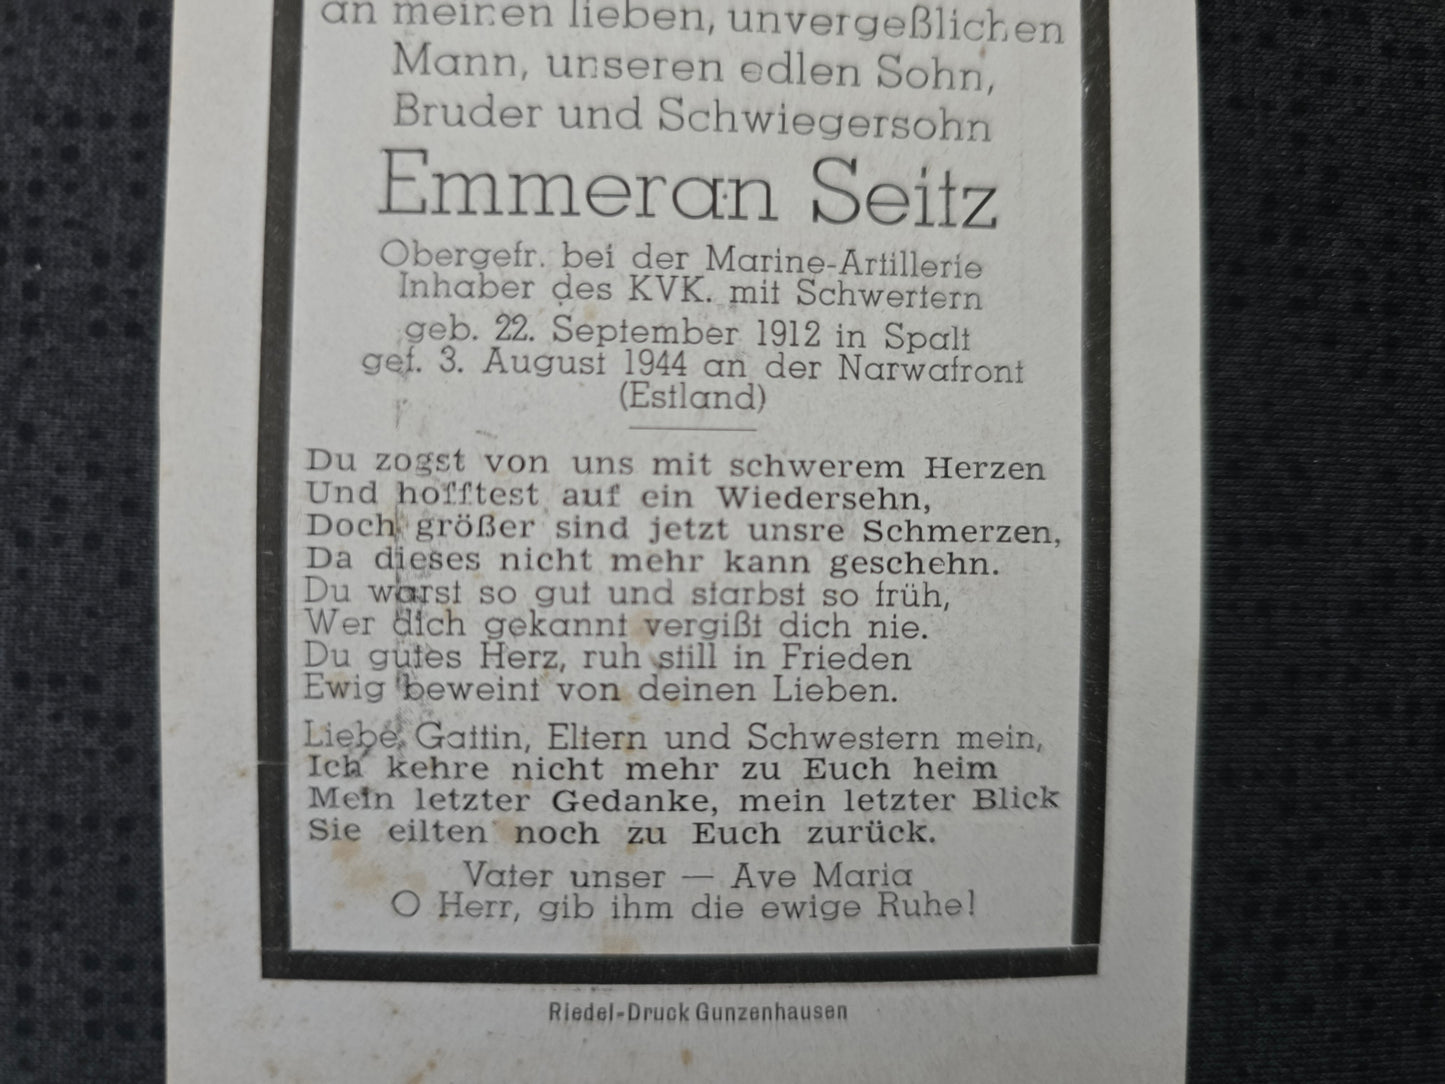 an meinen lieben, unvergeßlichen
Mann, unseren edlen Sohn,
Bruder und Schwiegersohn
Emmeran Seitz
Obergefr. bei der Marine-Artillerie
Inhaber des KVK. mit Schwertern
geb. 22. September 1912 in Spalt
gef. 3. August 1944 an der Narwafront
(Estland)
Du zogst von uns mit schwerem Herzen
Und hofftest auf ein Wiedersehn,
Doch größer sind jetzt unsre Schmerzen,
Da dieses nicht mehr kann geschehn.
Du warst so gut und starbst so früh,
Wer dich gekannt vergißt dich nie.
Du gutes Herz, ruh still in Frieden
Ewig beweint von deinen Lieben.
Liebe Gattin, Eltern und Schwestern mein,
Ich kehre nicht mehr zu Euch heim
Mein letzter Gedanke, mein letzter Blick
Sie eilten noch zu Euch zurück.
Vater unser — Ave Maria
O Herr, gib ihm die ewige Ruhe!
Riedel-Druck Gunzenhausen